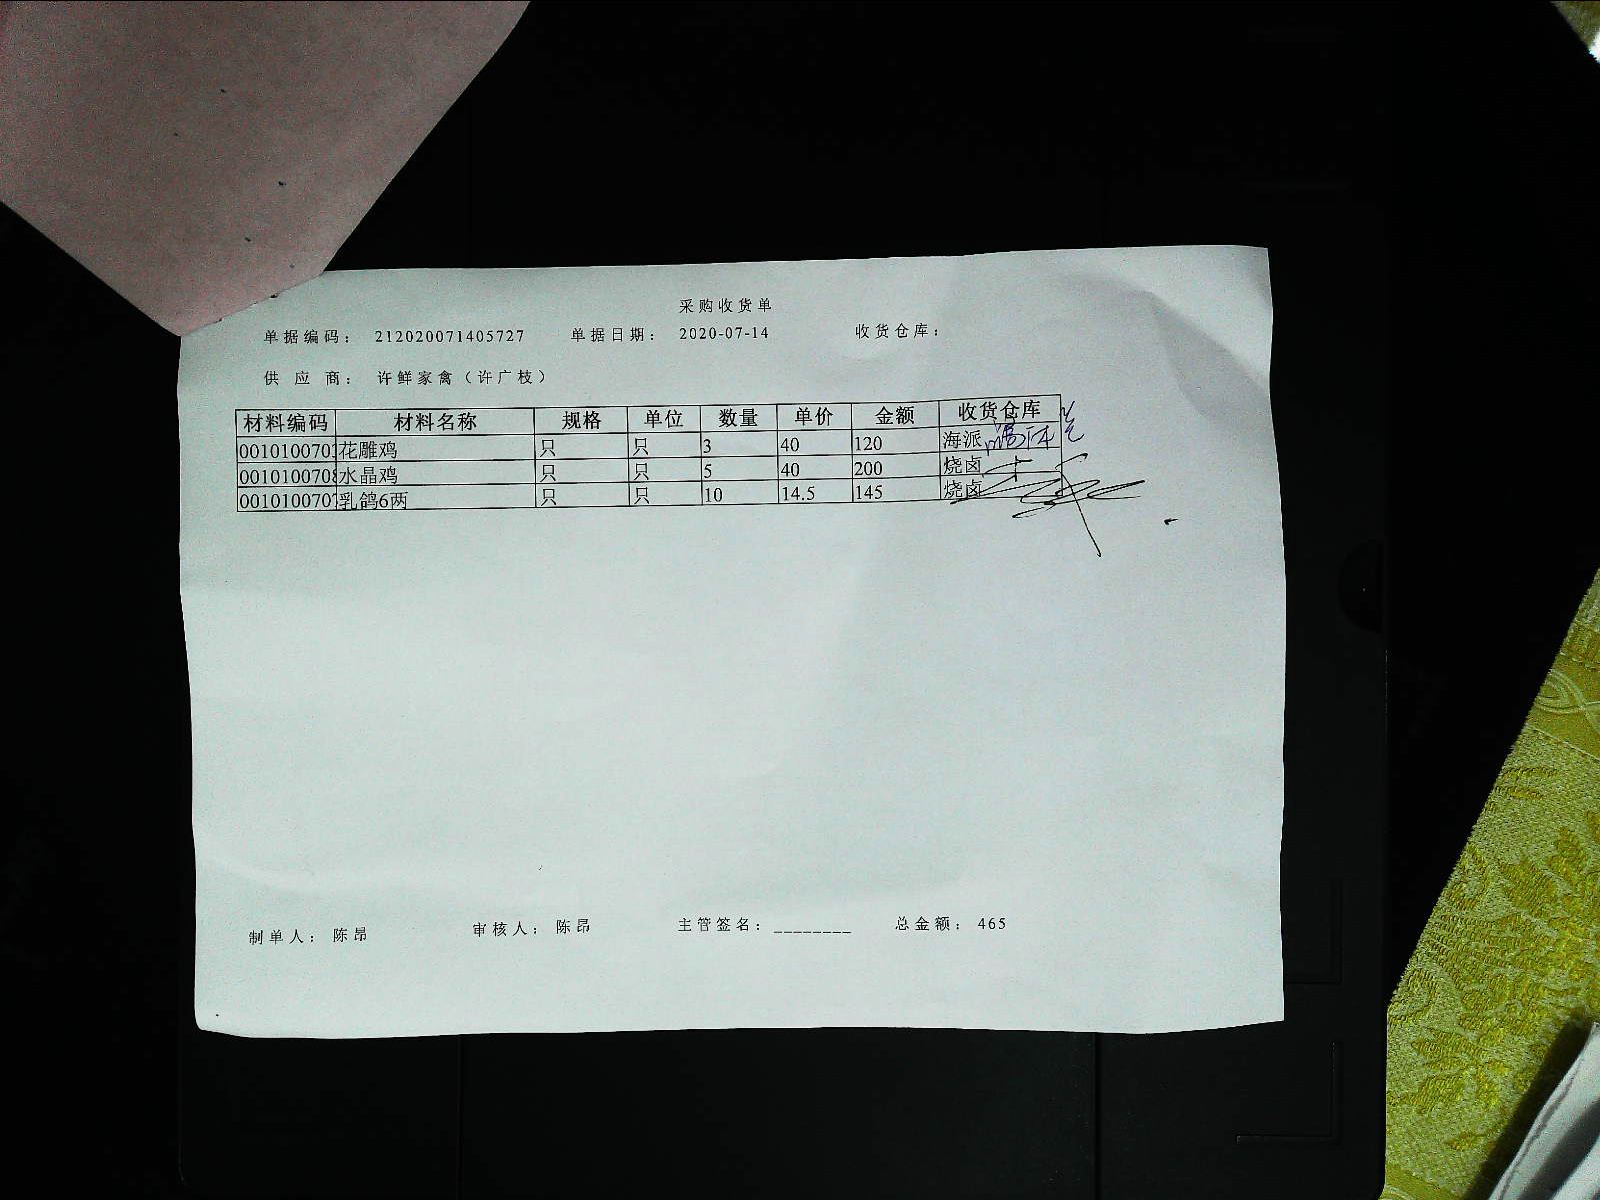 采购收货单
单据编码： 212020071405727 单据日期： 2020-07-14 收货仓库：
供应商： 许鲜家禽（许广枝）
材料编码 材料名称 规格 单位 数量 单价 金额 收货仓库
0010100703 花雕鸡 只 只 3 40 120 海派
0010100708 水晶鸡 只 只 5 40 200 烧卤
0010100707 乳鸽6两 只 只 10 14.5 145 烧卤
制单人： 陈昂 审核人： 陈昂 主管签名： ________ 总金额： 465